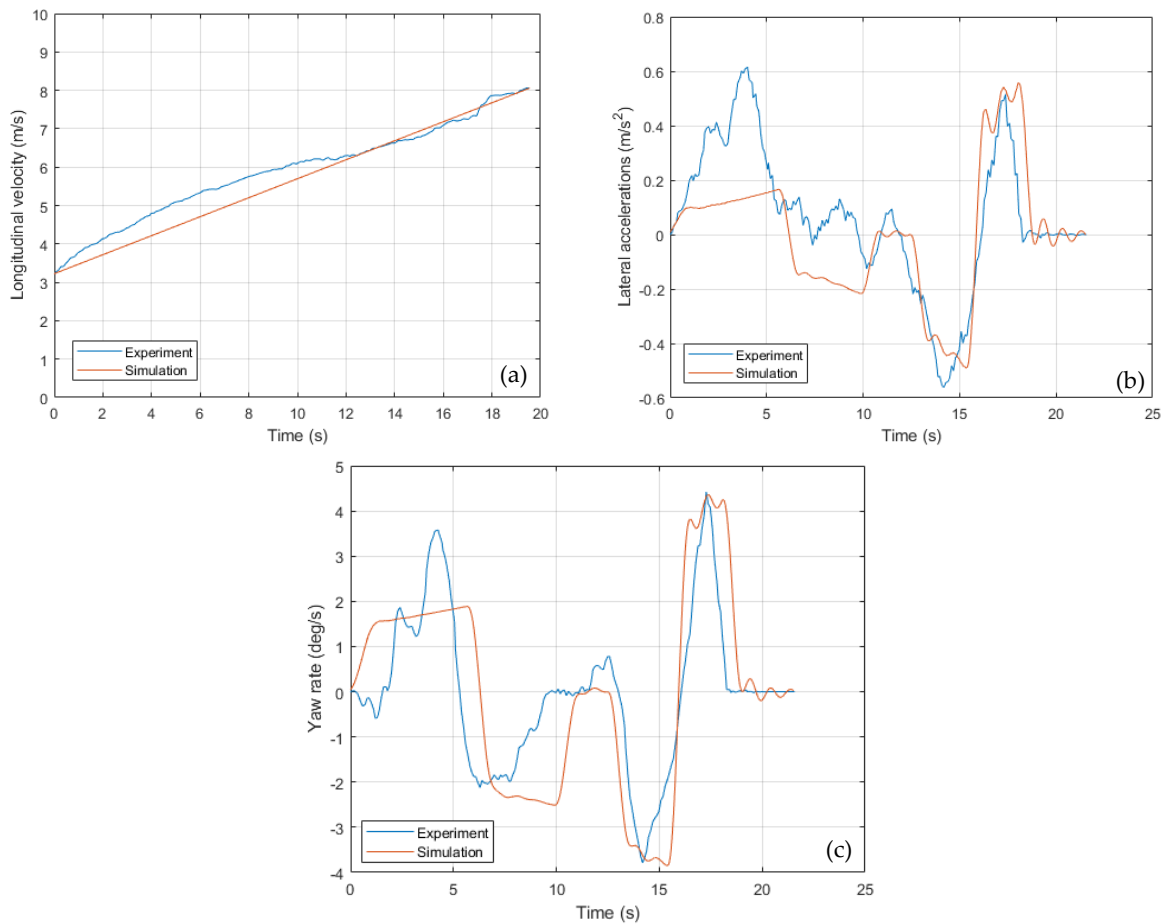 10
9
8
7
6
5
4
3
2
1
0
Longitudinal velocity (m/s)
Experiment
Simulation
(a)
0 2 4 6 8 10 12 14 16 18 20
Time (s)
0.8
0.6
0.4
0.2
0
-0.2
-0.4
-0.6
Lateral accelerations (m/s²)
Experiment
Simulation
(b)
0 5 10 15 20 25
Time (s)
5
4
3
2
1
0
-1
-2
-3
-4
Yaw rate (deg/s)
Experiment
Simulation
(c)
0 5 10 15 20 25
Time (s)